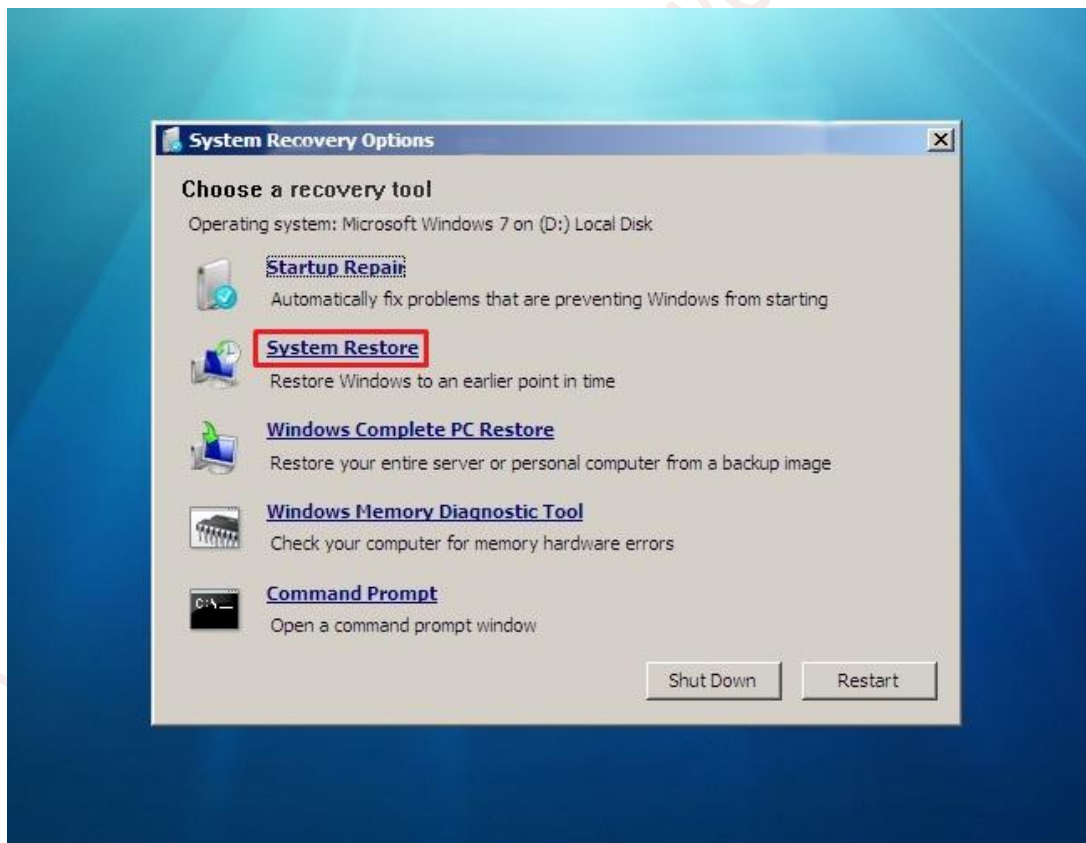 System Recovery Options
Choose a recovery tool
Operating system: Microsoft Windows 7 on (D:) Local Disk
Startup Repair
Automatically fix problems that are preventing Windows from starting
System Restore
Restore Windows to an earlier point in time
Windows Complete PC Restore
Restore your entire server or personal computer from a backup image
Windows Memory Diagnostic Tool
Check your computer for memory hardware errors
C:\_
Command Prompt
Open a command prompt window
Shut Down
Restart